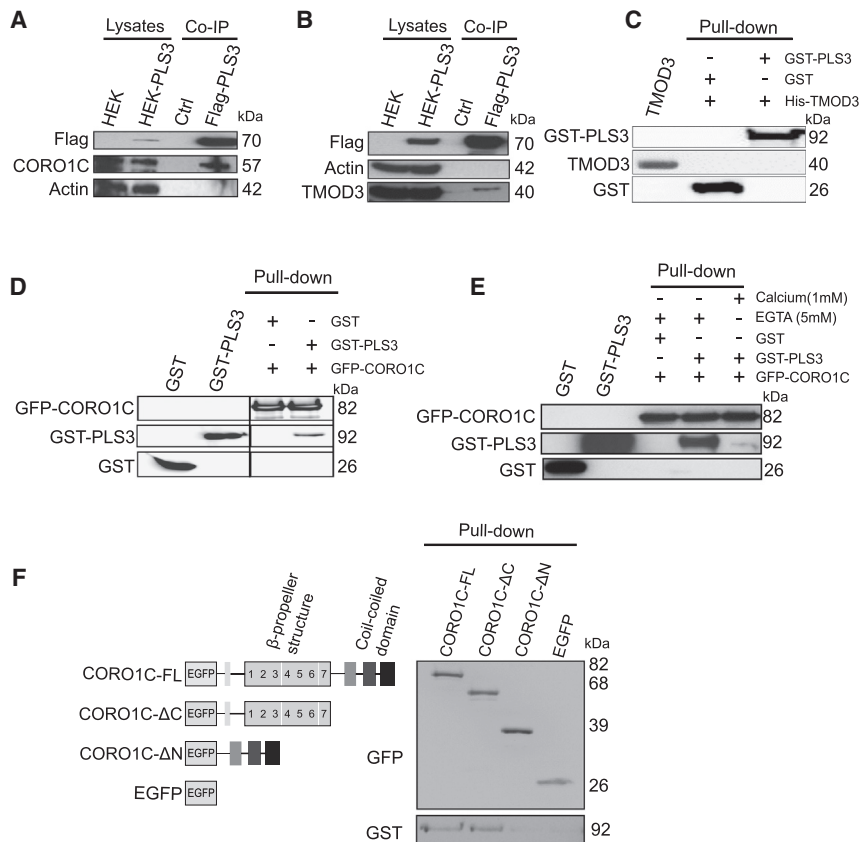 A
Lysates Co-IP
HEK
HEK-PLS3
Ctrl
Flag-PLS3
kDa
Flag 70
CORO1C 57
Actin 42
B
Lysates Co-IP
HEK
HEK-PLS3
Ctrl
Flag-PLS3
kDa
Flag 70
Actin 42
TMOD3 40
C
Pull-down
TMOD3
- + GST-PLS3
+ - GST
+ + His-TMOD3
kDa
GST-PLS3 92
TMOD3 40
GST 26
D
Pull-down
GST
GST-PLS3
+ - GST
- + GST-PLS3
+ + GFP-CORO1C
kDa
GFP-CORO1C 82
GST-PLS3 92
GST 26
E
Pull-down
GST
GST-PLS3
- - + Calcium(1mM)
+ + - EGTA (5mM)
+ - - GST
- + + GST-PLS3
+ + + GFP-CORO1C
kDa
GFP-CORO1C 82
GST-PLS3 92
GST 26
F
β-propeller structure
Coil-coiled domain
CORO1C-FL EGFP 1 2 3 4 5 6 7
CORO1C-ΔC EGFP 1 2 3 4 5 6 7
CORO1C-ΔN EGFP
EGFP EGFP
Pull-down
CORO1C-FL
CORO1C-ΔC
CORO1C-ΔN
EGFP
kDa
82
68
39
GFP
26
GST 92